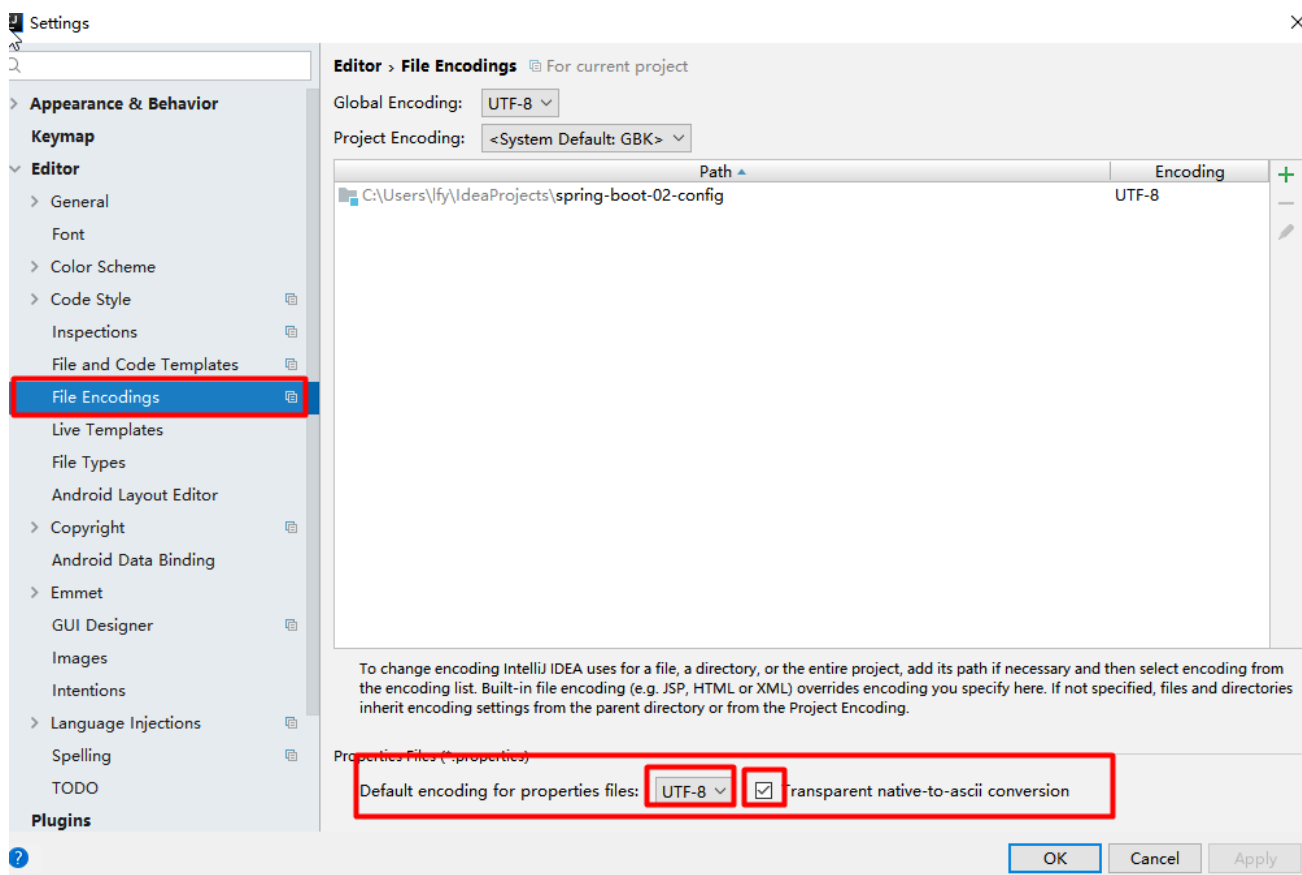 Settings
Editor › File Encodings For current project
Global Encoding: UTF-8
Project Encoding: <System Default: GBK>
Path Encoding
C:\Users\lfy\IdeaProjects\spring-boot-02-config UTF-8
Appearance & Behavior
Keymap
Editor
General
Font
Color Scheme
Code Style
Inspections
File and Code Templates
File Encodings
Live Templates
File Types
Android Layout Editor
Copyright
Android Data Binding
Emmet
GUI Designer
Images
Intentions
Language Injections
Spelling
TODO
Plugins
To change encoding IntelliJ IDEA uses for a file, a directory, or the entire project, add its path if necessary and then select encoding from
the encoding list. Built-in file encoding (e.g. JSP, HTML or XML) overrides encoding you specify here. If not specified, files and directories
inherit encoding settings from the parent directory or from the Project Encoding.
Properties Files (*.properties)
Default encoding for properties files: UTF-8 Transparent native-to-ascii conversion
? OK Cancel Apply